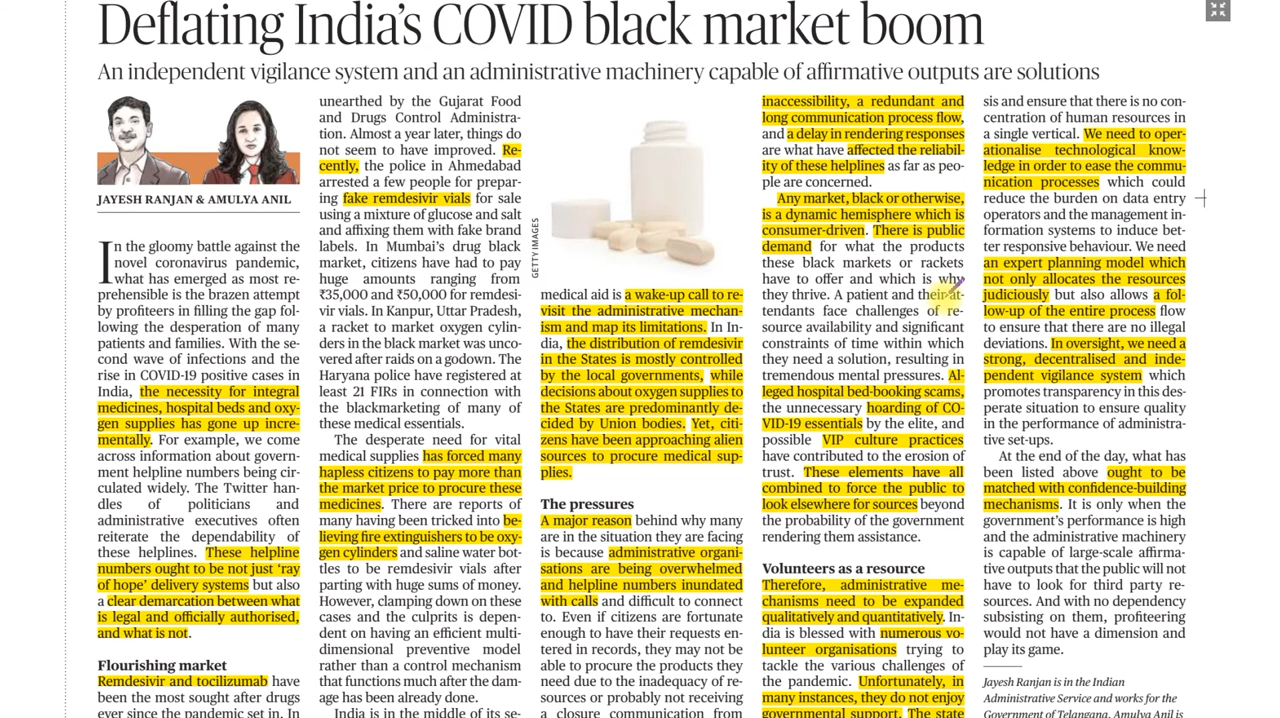 Deflating India's COVID black market boom
An independent vigilance system and an administrative machinery capable of affirmative outputs are solutions
JAYESH RANJAN & AMULYA ANIL
In the gloomy battle against the
novel coronavirus pandemic,
what has emerged as most re-
prehensible is the brazen attempt
by profiteers in filling the gap fol-
lowing the desperation of many
patients and families. With the
second wave of infections and the
rise in COVID-19 positive cases in
India, the necessity for integral
medicines, hospital beds and oxy-
gen supplies has gone up incre-
mentally. For example, we come
across information about govern-
ment helpline numbers being cir-
culated widely. The Twitter han-
dles of politicians and
administrative executives often
reiterate the dependability of
these helplines. These helpline
numbers ought to be not just 'ray
of hope' delivery systems but also
a clear demarcation between what
is legal and officially authorised,
and what is not.
Flourishing market
Remdesivir and tocilizumab have
been the most sought after drugs
ever since the pandemic set in. In
unearthed by the Gujarat Food
and Drugs Control Administra-
tion. Almost a year later, things do
not seem to have improved. Re-
cently, the police in Ahmedabad
arrested a few people for prepar-
ing fake remdesivir vials for sale
using a mixture of glucose and salt
and affixing them with fake brand
labels. In Mumbai's drug black
market, citizens have had to pay
huge amounts ranging from
₹35,000 and ₹50,000 for remdesi-
vir vials. In Kanpur, Uttar Pradesh,
a racket to market oxygen cylin-
ders in the black market was unco-
vered after raids on a godown. The
Haryana police have registered at
least 21 FIRs in connection with
the blackmarketing of many of
these medical essentials.
The desperate need for vital
medical supplies has forced many
hapless citizens to pay more than
the market price to procure these
medicines. There are reports of
many having been tricked into be-
lieving fire extinguishers to be oxy-
gen cylinders and saline water bot-
tles to be remdesivir vials after
parting with huge sums of money.
However, clamping down on these
cases and the culprits is depen-
dent on having an efficient multi-
dimensional preventive model
rather than a control mechanism
that functions much after the dam-
age has been already done.
India is in the middle of its se-
GETTY IMAGES
medical aid is a wake-up call to re-
visit the administrative mechan-
ism and map its limitations. In In-
dia, the distribution of remdesivir
in the States is mostly controlled
by the local governments, while
decisions about oxygen supplies to
the States are predominantly de-
cided by Union bodies. Yet, citi-
zens have been approaching alien
sources to procure medical sup-
plies.
The pressures
A major reason behind why many
are in the situation they are facing
is because administrative organi-
sations are being overwhelmed
and helpline numbers inundated
with calls and difficult to connect
to. Even if citizens are fortunate
enough to have their requests en-
tered in records, they may not be
able to procure the products they
need due to the inadequacy of re-
sources or probably not receiving
a closure communication from
inaccessibility, a redundant and
long communication process flow,
and a delay in rendering responses
are what have affected the reliabil-
ity of these helplines as far as peo-
ple are concerned.
Any market, black or otherwise,
is a dynamic hemisphere which is
consumer-driven. There is public
demand for what the products
these black markets or rackets
have to offer and which is why
they thrive. A patient and their at-
tendants face challenges of re-
source availability and significant
constraints of time within which
they need a solution, resulting in
tremendous mental pressures. Al-
leged hospital bed-booking scams,
the unnecessary hoarding of CO-
VID-19 essentials by the elite, and
possible VIP culture practices
have contributed to the erosion of
trust. These elements have all
combined to force the public to
look elsewhere for sources beyond
the probability of the government
rendering them assistance.
Volunteers as a resource
Therefore, administrative me-
chanisms need to be expanded
qualitatively and quantitatively. In-
dia is blessed with numerous vo-
lunteer organisations trying to
tackle the various challenges of
the pandemic. Unfortunately, in
many instances, they do not enjoy
governmental support. The state
sis and ensure that there is no con-
centration of human resources in
a single vertical. We need to oper-
ationalise technological know-
ledge in order to ease the commu-
nication processes which could
reduce the burden on data entry
operators and the management in-
formation systems to induce bet-
ter responsive behaviour. We need
an expert planning model which
not only allocates the resources
judiciously but also allows a fol-
low-up of the entire process flow
to ensure that there are no illegal
deviations. In oversight, we need a
strong, decentralised and inde-
pendent vigilance system which
promotes transparency in this des-
perate situation to ensure quality
in the performance of administra-
tive set-ups.
At the end of the day, what has
been listed above ought to be
matched with confidence-building
mechanisms. It is only when the
government's performance is high
and the administrative machinery
is capable of large-scale affirma-
tive outputs that the public will not
have to look for third party re-
sources. And with no dependency
subsisting on them, profiteering
would not have a dimension and
play its game.
Jayesh Ranjan is in the Indian
Administrative Service and works for the
Government of Telangana. Amulya Anil is